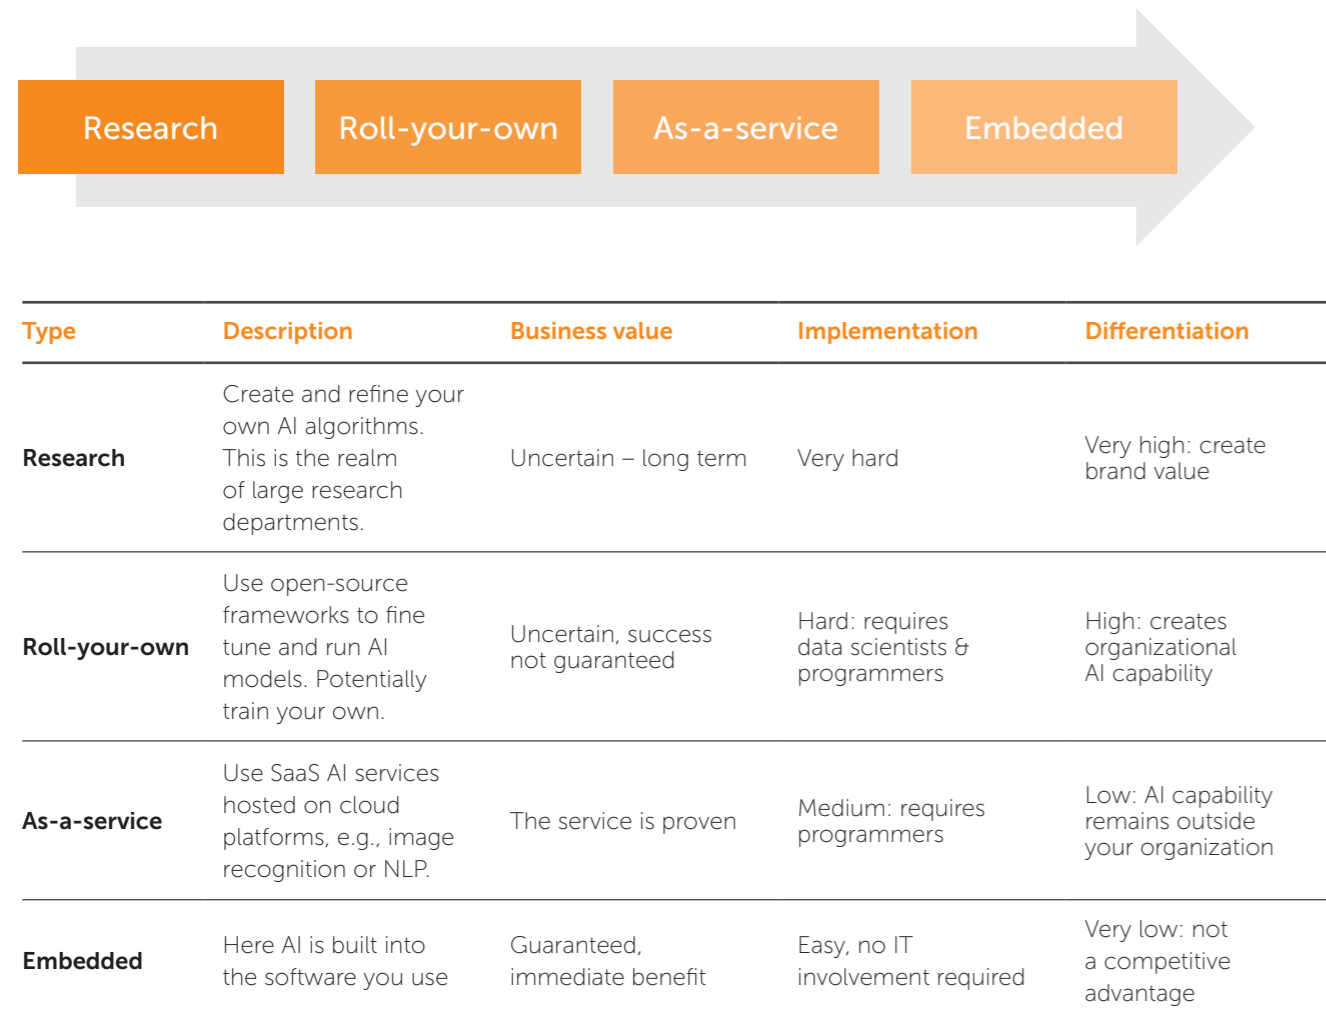 Research
Roll-your-own
As-a-service
Embedded
Type
Description
Business value
Implementation
Differentiation
Research
Create and refine your
own AI algorithms.
This is the realm
of large research
departments.
Uncertain – long term
Very hard
Very high: create
brand value
Roll-your-own
Use open-source
frameworks to fine
tune and run AI
models. Potentially
train your own.
Uncertain, success
not guaranteed
Hard: requires
data scientists &
programmers
High: creates
organizational
AI capability
As-a-service
Use SaaS AI services
hosted on cloud
platforms, e.g., image
recognition or NLP.
The service is proven
Medium: requires
programmers
Low: AI capability
remains outside
your organization
Embedded
Here AI is built into
the software you use
Guaranteed,
immediate benefit
Easy, no IT
involvement required
Very low: not
a competitive
advantage